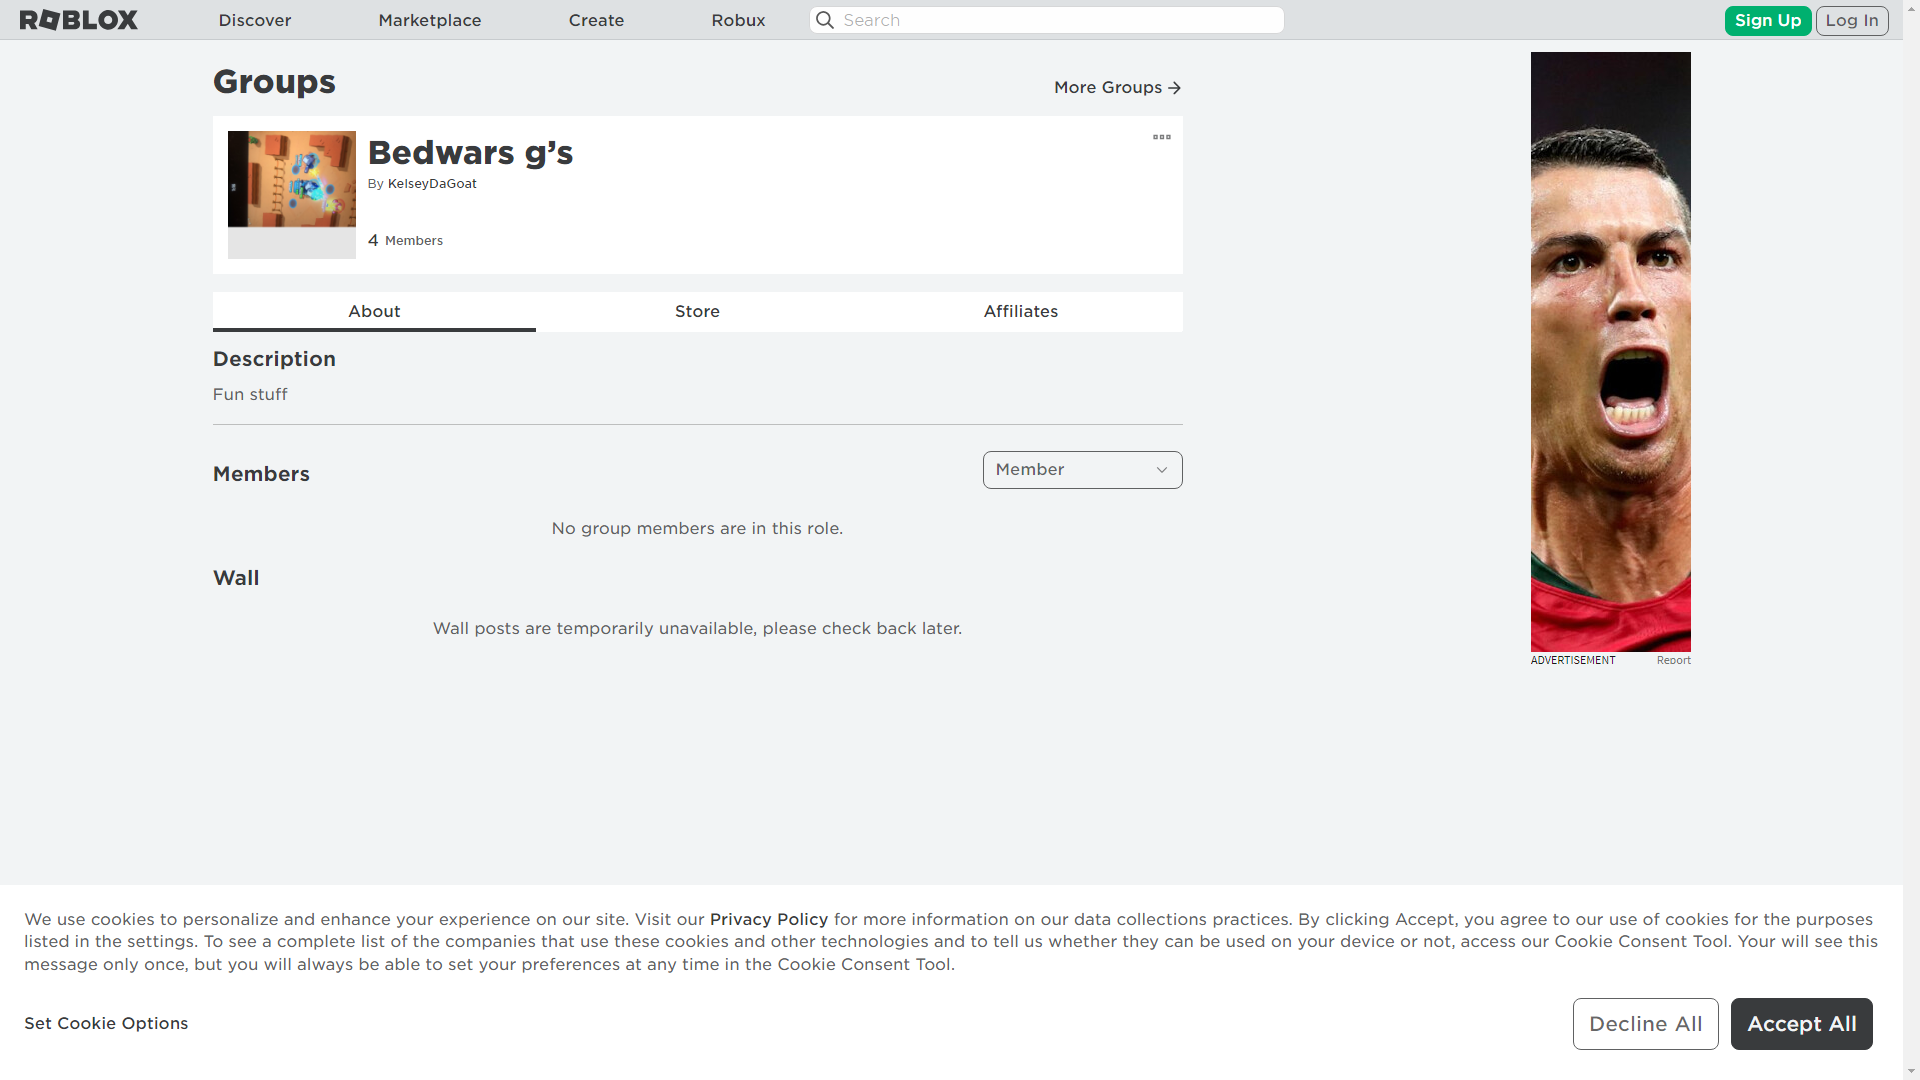 ROBLOX
Discover
Marketplace
Create
Robux
Search
Sign Up
Log In
Groups
More Groups
Bedwars g’s
By KelseyDaGoat
4 Members
About
Store
Affiliates
Description
Fun stuff
Members
Member
No group members are in this role.
Wall
Wall posts are temporarily unavailable, please check back later.
ADVERTISEMENT
Report
We use cookies to personalize and enhance your experience on our site. Visit our Privacy Policy for more information on our data collections practices. By clicking Accept, you agree to our use of cookies for the purposes
listed in the settings. To see a complete list of the companies that use these cookies and other technologies and to tell us whether they can be used on your device or not, access our Cookie Consent Tool. Your will see this
message only once, but you will always be able to set your preferences at any time in the Cookie Consent Tool.
Set Cookie Options
Decline All
Accept All